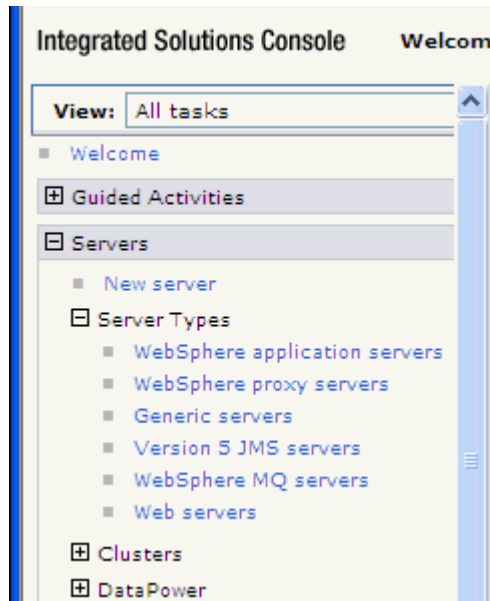 Integrated Solutions Console Welcom
View: All tasks
Welcome
Guided Activities
Servers
New server
Server Types
WebSphere application servers
WebSphere proxy servers
Generic servers
Version 5 JMS servers
WebSphere MQ servers
Web servers
Clusters
DataPower